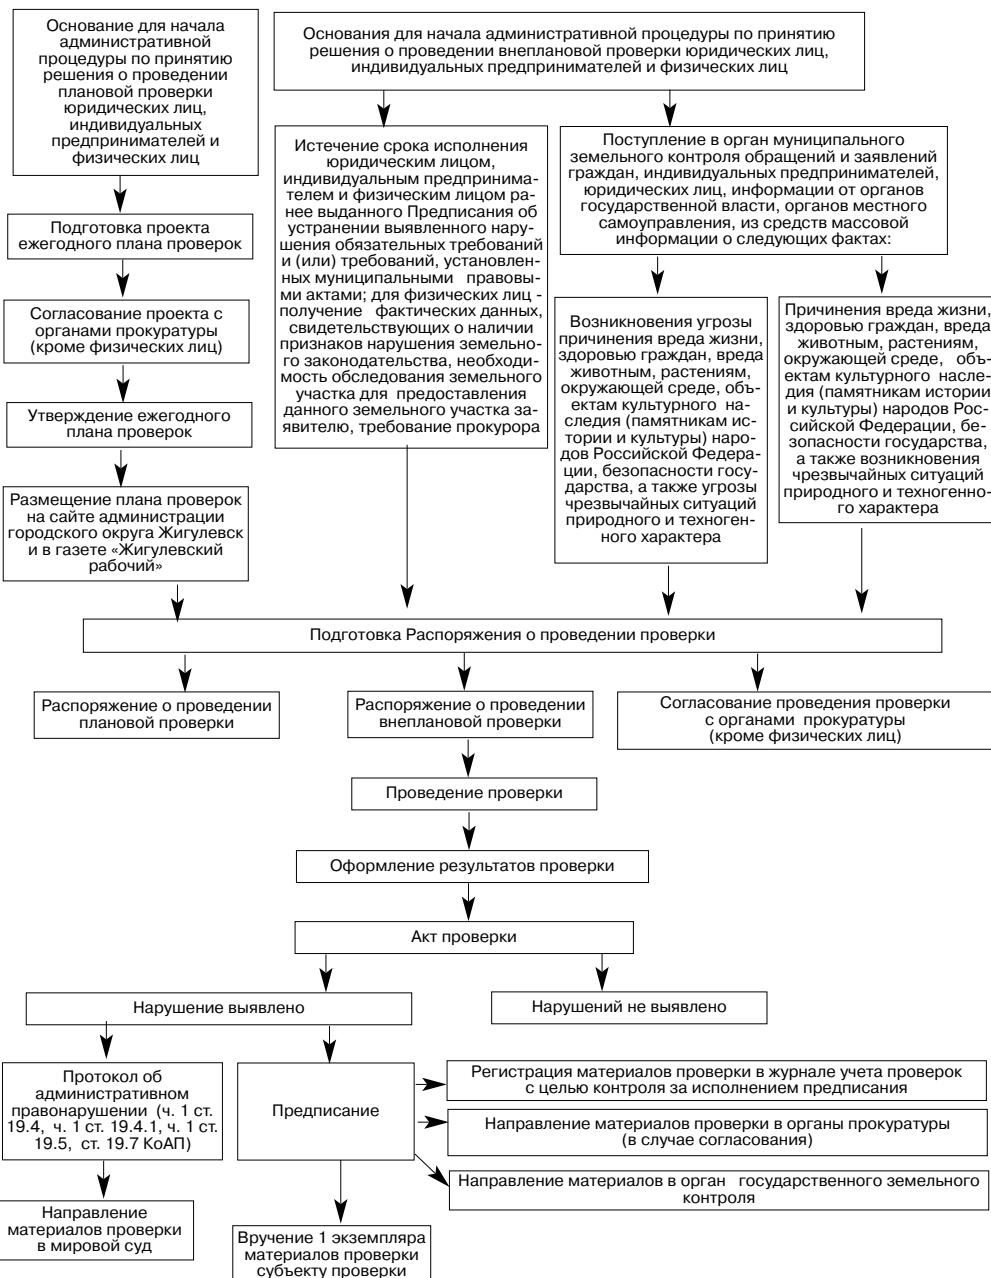 Основание для начала
административной
процедуры по принятию
решения о проведении
плановой проверки
юридических лиц,
индивидуальных
предпринимателей и
физических лиц
Основания для начала административной процедуры по принятию
решения о проведении внеплановой проверки юридических лиц,
индивидуальных предпринимателей и физических лиц
Подготовка проекта
ежегодного плана проверок
Согласование проекта с
органами прокуратуры
(кроме физических лиц)
Утверждение ежегодного
плана проверок
Размещение плана проверок
на сайте администрации
городского округа Жигулевск
и в газете «Жигулевский
рабочий»
Истечение срока исполнения
юридическим лицом,
индивидуальным предпринима-
телем и физическим лицом ра-
нее выданного Предписания об
устранении выявленного нару-
шения обязательных требований
и (или) требований, установлен-
ных муниципальными правовы-
ми актами; для физических лиц -
получение фактических данных,
свидетельствующих о наличии
признаков нарушения земельно-
го законодательства, необходи-
мость обследования земельного
участка для предоставления
данного земельного участка за-
явителю, требование прокурора
Поступление в орган муниципального
земельного контроля обращений и заявлений
граждан, индивидуальных предпринимателей,
юридических лиц, информации от органов
государственной власти, органов местного
самоуправления, из средств массовой
информации о следующих фактах:
Возникновения угрозы
причинения вреда жизни,
здоровью граждан, вреда
животным, растениям,
окружающей среде, объ-
ектам культурного на-
следия (памятникам ис-
тории и культуры) наро-
дов Российской Федера-
ции, безопасности госу-
дарства, а также угрозы
чрезвычайных ситуаций
природного и техноген-
ного характера
Причинения вреда жизни,
здоровью граждан, вреда
животным, растениям,
окружающей среде, объ-
ектам культурного насле-
дия (памятникам истории
и культуры) народов Рос-
сийской Федерации, бе-
зопасности государства,
а также возникновения
чрезвычайных ситуаций
природного и техногенно-
го характера
Подготовка Распоряжения о проведении проверки
Распоряжение о проведении
плановой проверки
Распоряжение о проведении
внеплановой проверки
Согласование проведения проверки
с органами прокуратуры
(кроме физических лиц)
Проведение проверки
Оформление результатов проверки
Акт проверки
Нарушение выявлено
Нарушений не выявлено
Протокол об
административном
правонарушении (ч. 1 ст.
19.4, ч. 1 ст. 19.4.1, ч. 1 ст.
19.5, ст. 19.7 КоАП)
Предписание
Регистрация материалов проверки в журнале учета проверок
с целью контроля за исполнением предписания
Направление материалов проверки в органы прокуратуры
(в случае согласования)
Направление материалов в орган государственного земельного
контроля
Направление
материалов проверки
в мировой суд
Вручение 1 экземпляра
материалов проверки
субъекту проверки